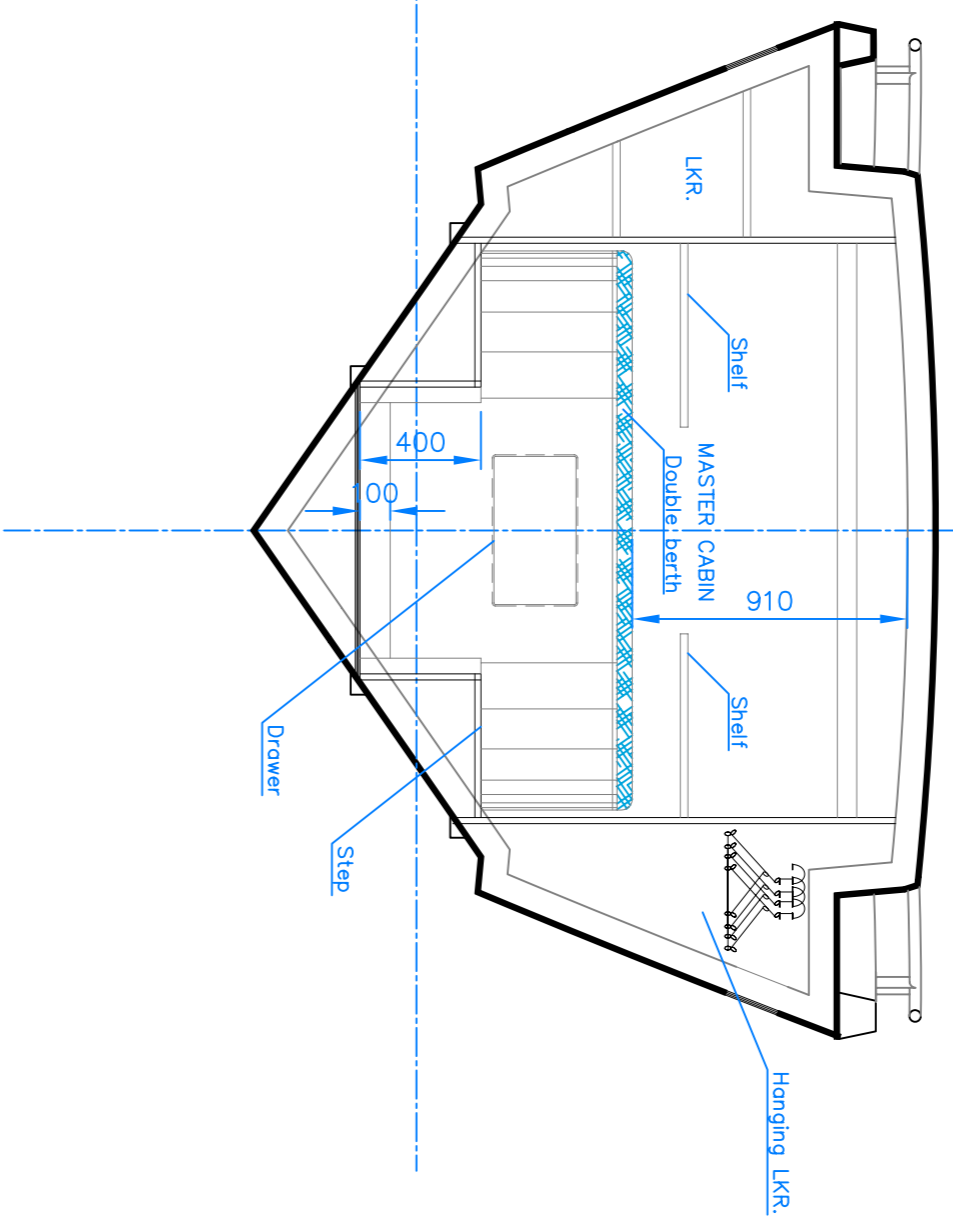 LKR.
Shelf
MASTER CABIN
Double berth
400
100
910
Shelf
Drawer
Step
Hanging LKR.